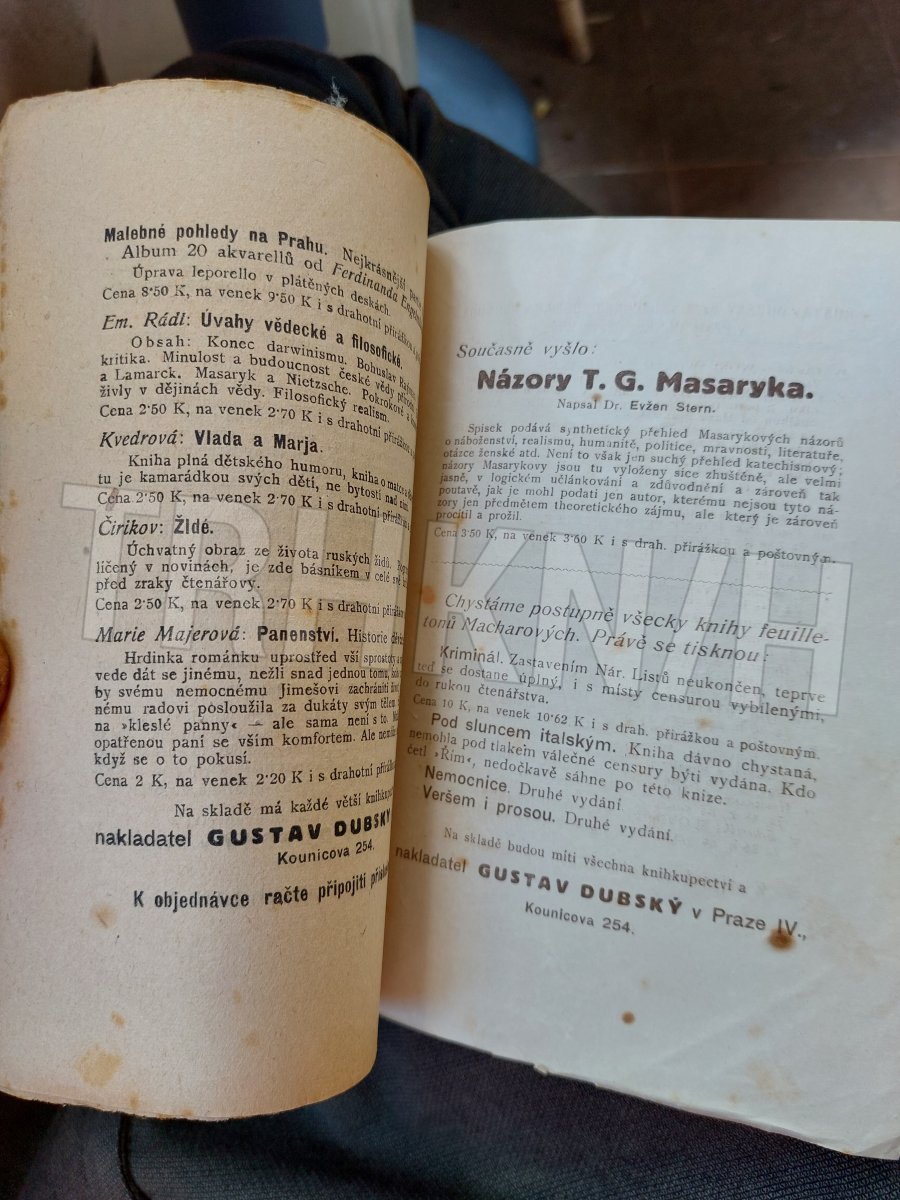 Malebné pohledy na Prahu. Nejkrásnější
Album 20 akvarellů od Ferdinanda
Úprava leporello v plátěných deskách.
Cena 8·50 K, na venek 9·50 K i s drahotní
Em. Rádl: Úvahy vědecké a filosofické.
Obsah: Konec darwinismu. Bohuslav
kritika. Minulost a budoucnost české vědy
a Lamarck. Masaryk a Nietzsche. Pokrokové a
živly v dějinách vědy. Filosofický realism.
Cena 2·50 K, na venek 2·70 K i s drahotní přirážkou
Kvedrová: Vlada a Marja.
Kniha plná dětského humoru, kniha o
tu je kamarádkou svých dětí, ne bytostí nad nimi.
Cena 2·50 K, na venek 2·70 K i s drahotní přirážkou
Čirikov: Židé.
Úchvatný obraz ze života ruských židů.
líčený v novinách, je zde básníkem v celé své
před zraky čtenářovy.
Cena 2·50 K, na venek 2·70 K i s drahotní
Marie Majerová: Panenství. Historie
Hrdinka románku uprostřed vší sprostoty
vede dát se jinému, nežli snad jednou tomu,
by svému nemocnému Jimešovi zachránití
nému radovi posloužila za dukáty svým tělem
na »kleslé panny« — ale sama není s to.
opatřenou paní se vším komfortem. Ale
když se o to pokusí.
Cena 2 K, na venek 2·20 K i s drahotní
Na skladě má každé větší
nakladatel GUSTAV DUBSKÝ
Kounicova 254.
K objednávce račte připojiti
Současně vyšlo:
Názory T. G. Masaryka.
Napsal Dr. Evžen Stern.
Spisek podává synthetický přehled Masarykových názorů
o náboženství, realismu, humanitě, politice, mravnosti, literatuře,
otázce ženské atd. Není to však jen suchý přehled katechismový;
názory Masarykovy jsou tu vyloženy sice zhuštěně, ale velmi
jasně, v logickém učlánkování a zdůvodnění a zároveň tak
poutavě, jak je mohl podati jen autor, kterému nejsou tyto ná-
zory jen předmětem theoretického zájmu, ale který je zároveň
procítil a prožil.
Cena 3·50 K, na venek 3·60 K i s drah. přirážkou a poštovným.
Chystáme postupně všecky knihy feuille-
tonů Macharových. Právě se tisknou:
Kriminál. Zastavením Nár. Listů neukončen, teprve
teď se dostane úplný, i s místy censurou vybílenými,
do rukou čtenářstva.
Cena 10 K, na venek 10·62 K i s drah. přirážkou a poštovným.
Pod sluncem italským. Kniha dávno chystaná,
nemohla pod tlakem válečné censury býti vydána. Kdo
četl »Řím«, nedočkavě sáhne po této knize.
Nemocnice. Druhé vydání
Veršem i prosou. Druhé vydání.
Na skladě budou míti všechna knihkupectví a
nakladatel GUSTAV DUBSKÝ v Praze IV.,
Kounicova 254.
TRHKNIH